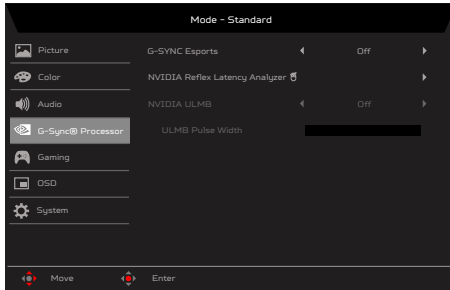 Mode - Standard
Picture
G-SYNC Esports
Off
Color
NVIDIA Reflex Latency Analyzer
Audio
NVIDIA ULMB
Off
G-Sync® Processor
ULMB Pulse Width
Gaming
OSD
System
Move
Enter